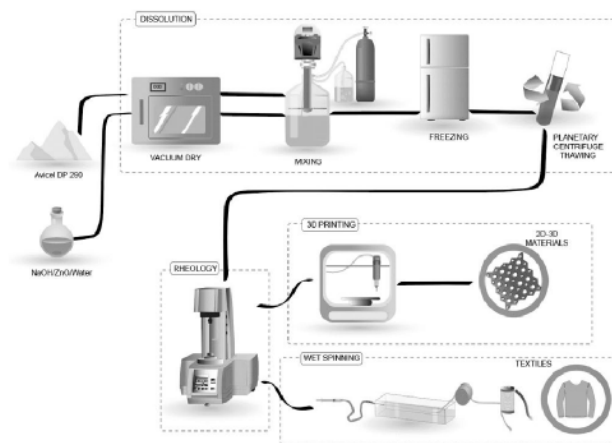 DISSOLUTION
VACUUM DRY
MIXING
FREEZING
PLANETARY
CENTRIFUGE
THAWING
Avicel DP 290
NaOH/ZnO/Water
3D PRINTING
2D-3D
MATERIALS
RHEOLOGY
WET SPINNING
TEXTILES